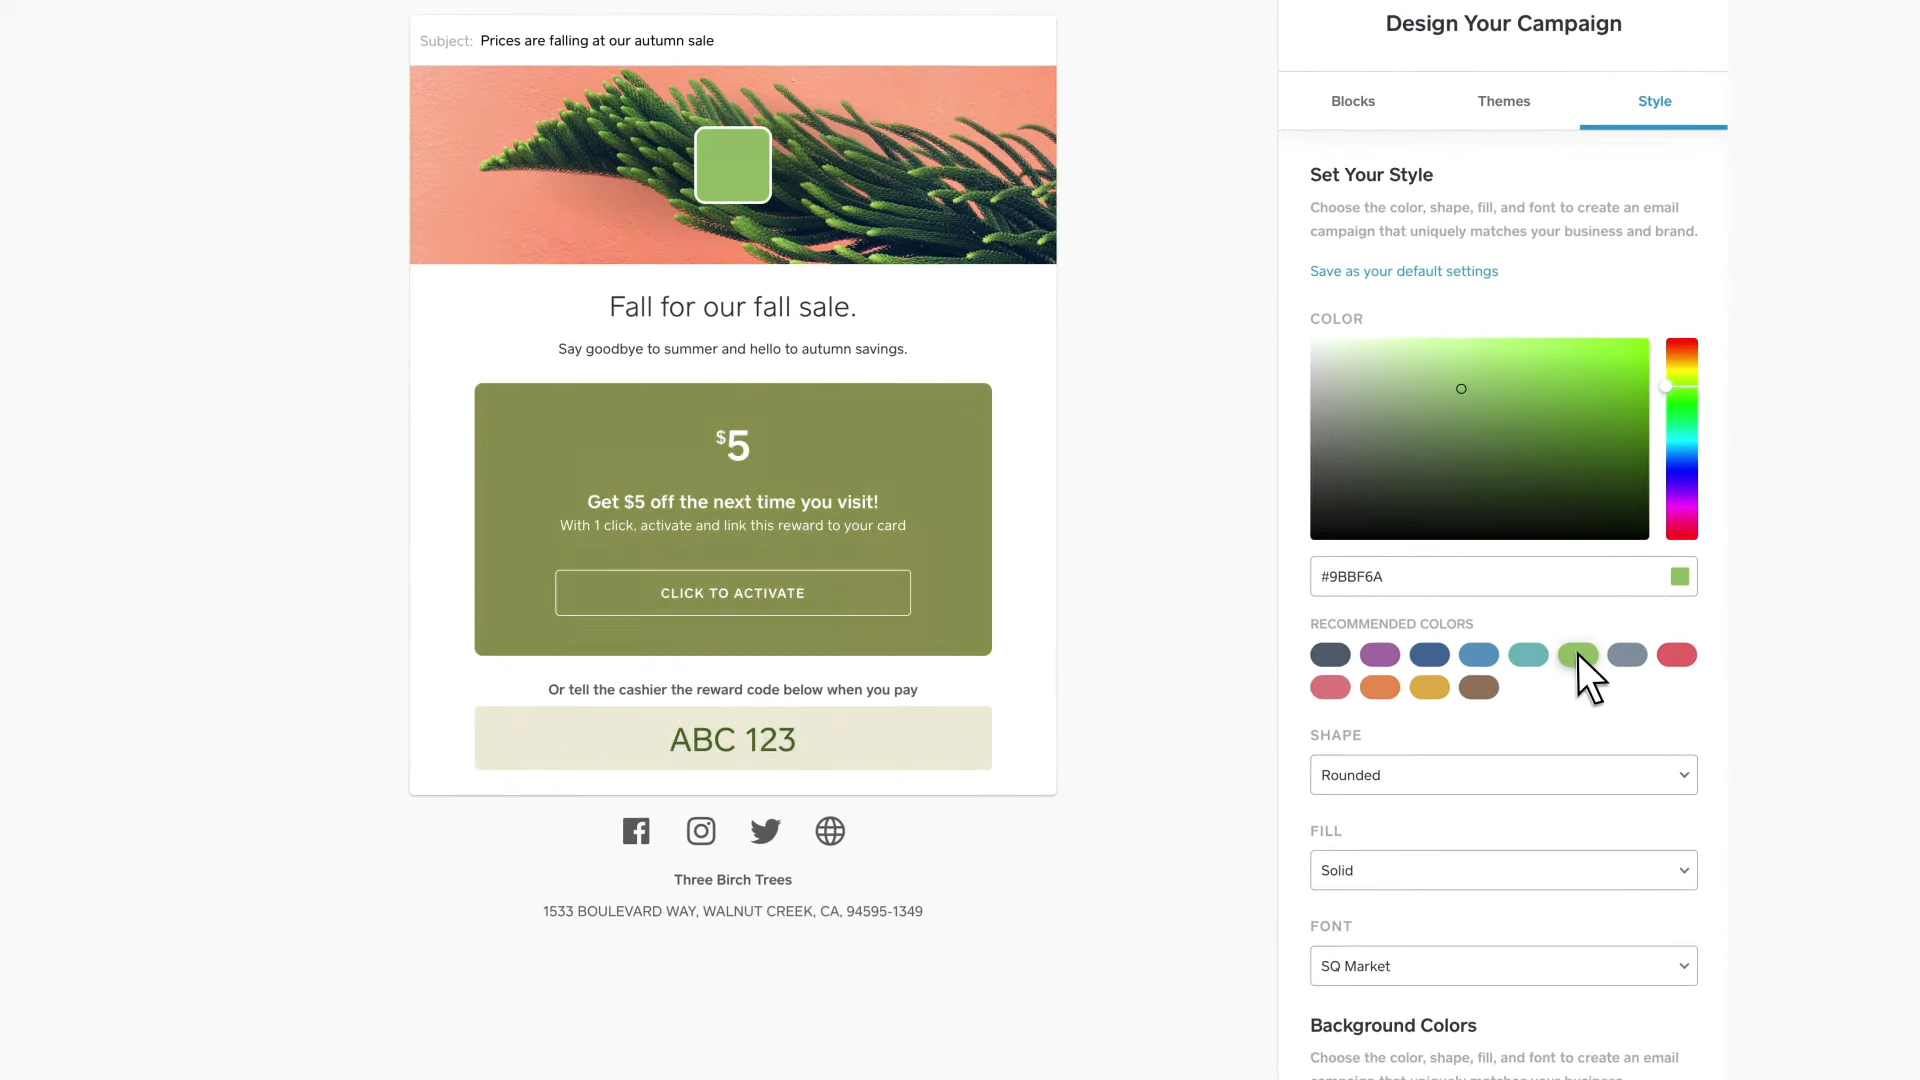 Subject: Prices are falling at our autumn sale
Fall for our fall sale.
Say goodbye to summer and hello to autumn savings.
$5
Get $5 off the next time you visit!
With 1 click, activate and link this reward to your card
CLICK TO ACTIVATE
Or tell the cashier the reward code below when you pay
ABC 123
Three Birch Trees
1533 BOULEVARD WAY, WALNUT CREEK, CA, 94595-1349
Design Your Campaign
Blocks
Themes
Style
Set Your Style
Choose the color, shape, fill, and font to create an email
campaign that uniquely matches your business and brand.
Save as your default settings
COLOR
#9BBF6A
RECOMMENDED COLORS
SHAPE
Rounded
FILL
Solid
FONT
SQ Market
Background Colors
Choose the color, shape, fill, and font to create an email
campaign that uniquely matches your business